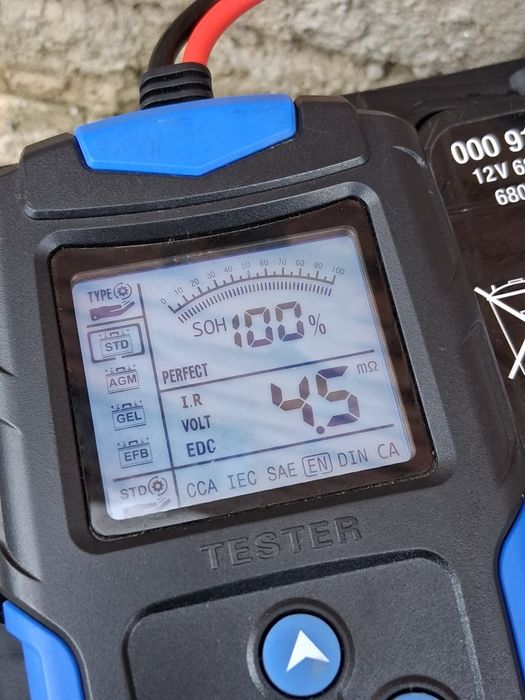 000 9
12V 6
680
TYPE
0 10 20 30 40 50 60 70 80 90 100
SOH 100%
STD
PERFECT
AGM
I.R 4.5 mΩ
GEL
VOLT
EFB
EDC
STD
CCA IEC SAE EN DIN CA
TESTER